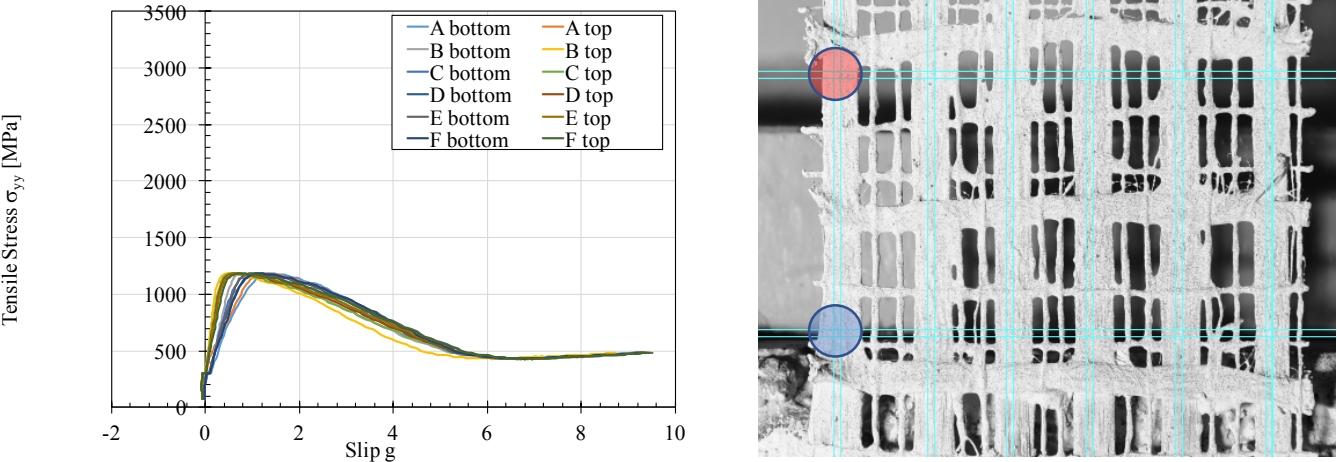 3500
3000
2500
2000
1500
1000
500
0
-2 0 2 4 6 8 10
Tensile Stress σyy [MPa]
Slip g
A bottom A top
B bottom B top
C bottom C top
D bottom D top
E bottom E top
F bottom F top